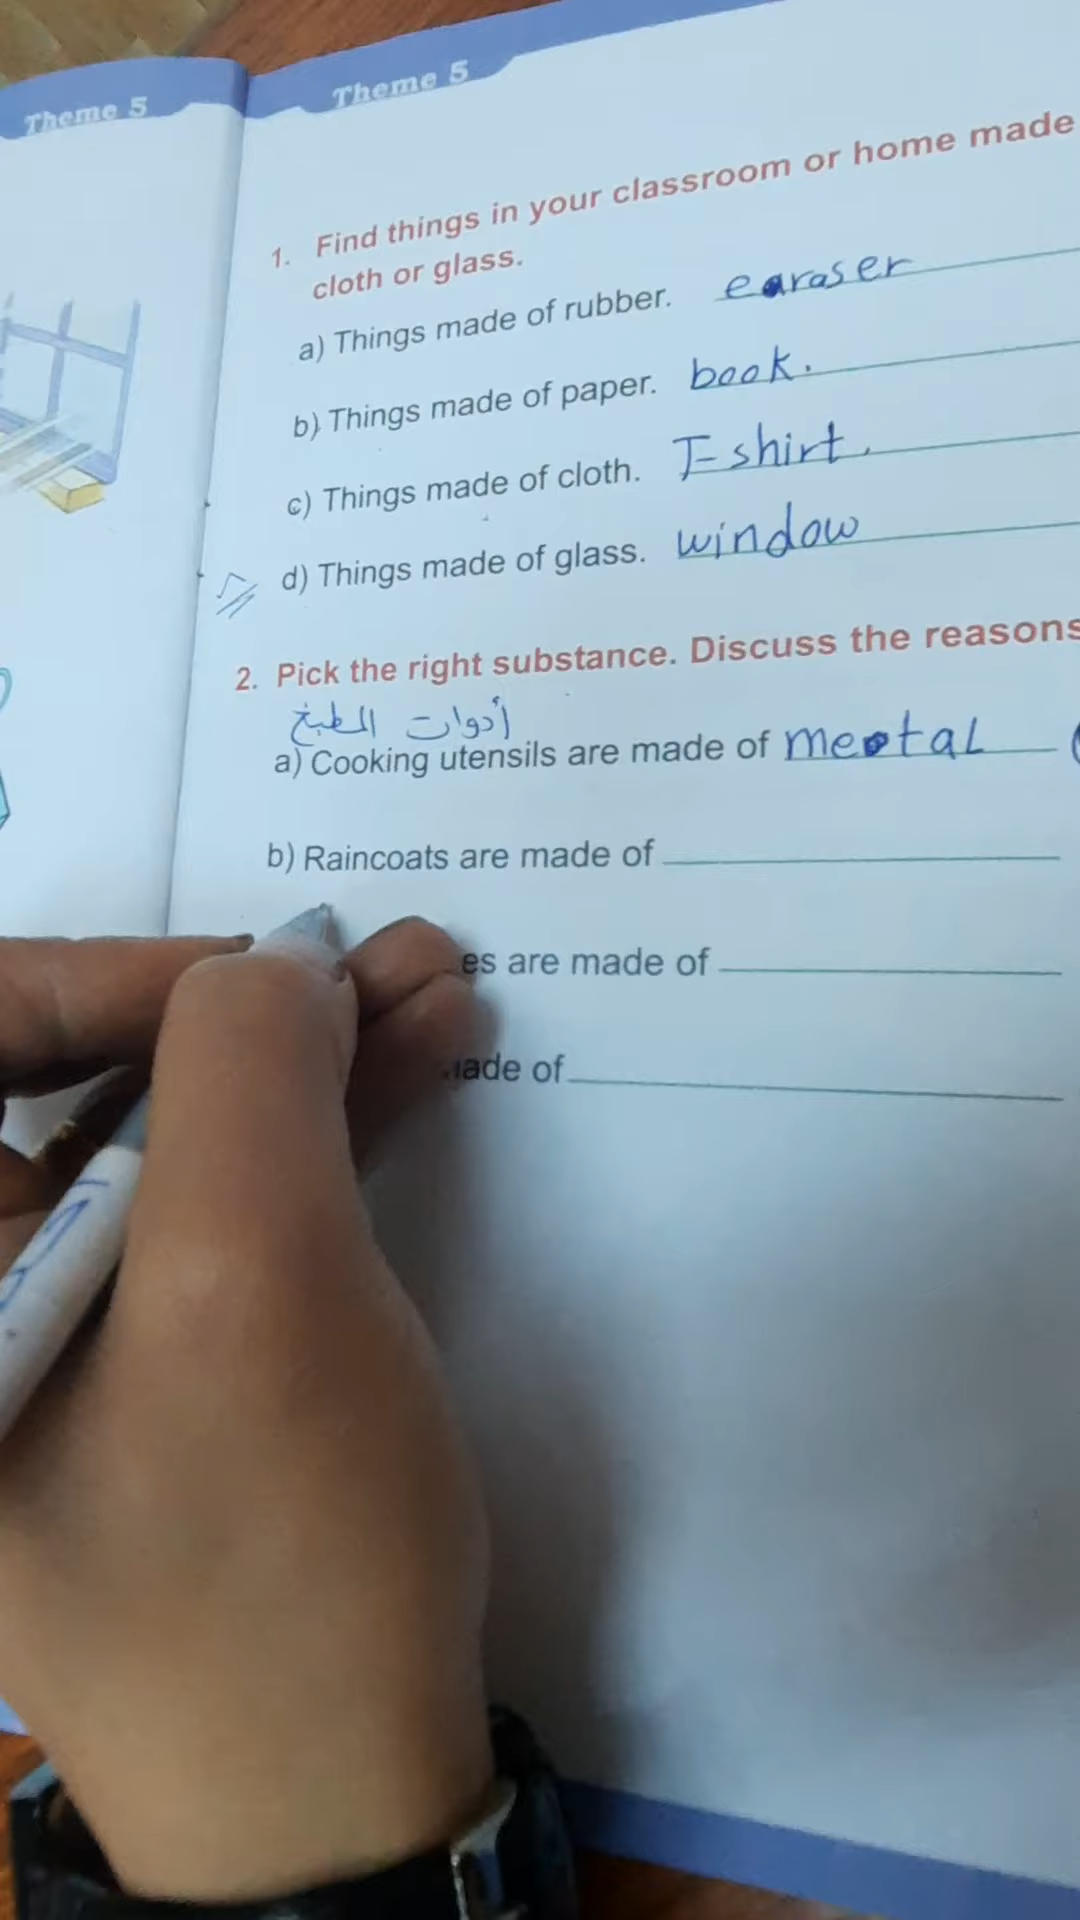 Theme 5
Theme 5
1. Find things in your classroom or home made
cloth or glass.
a) Things made of rubber. earaser
b) Things made of paper. book.
c) Things made of cloth. T-shirt.
d) Things made of glass. window
2. Pick the right substance. Discuss the reasons
أدوات الطبخ
a) Cooking utensils are made of metal
b) Raincoats are made of
es are made of
made of